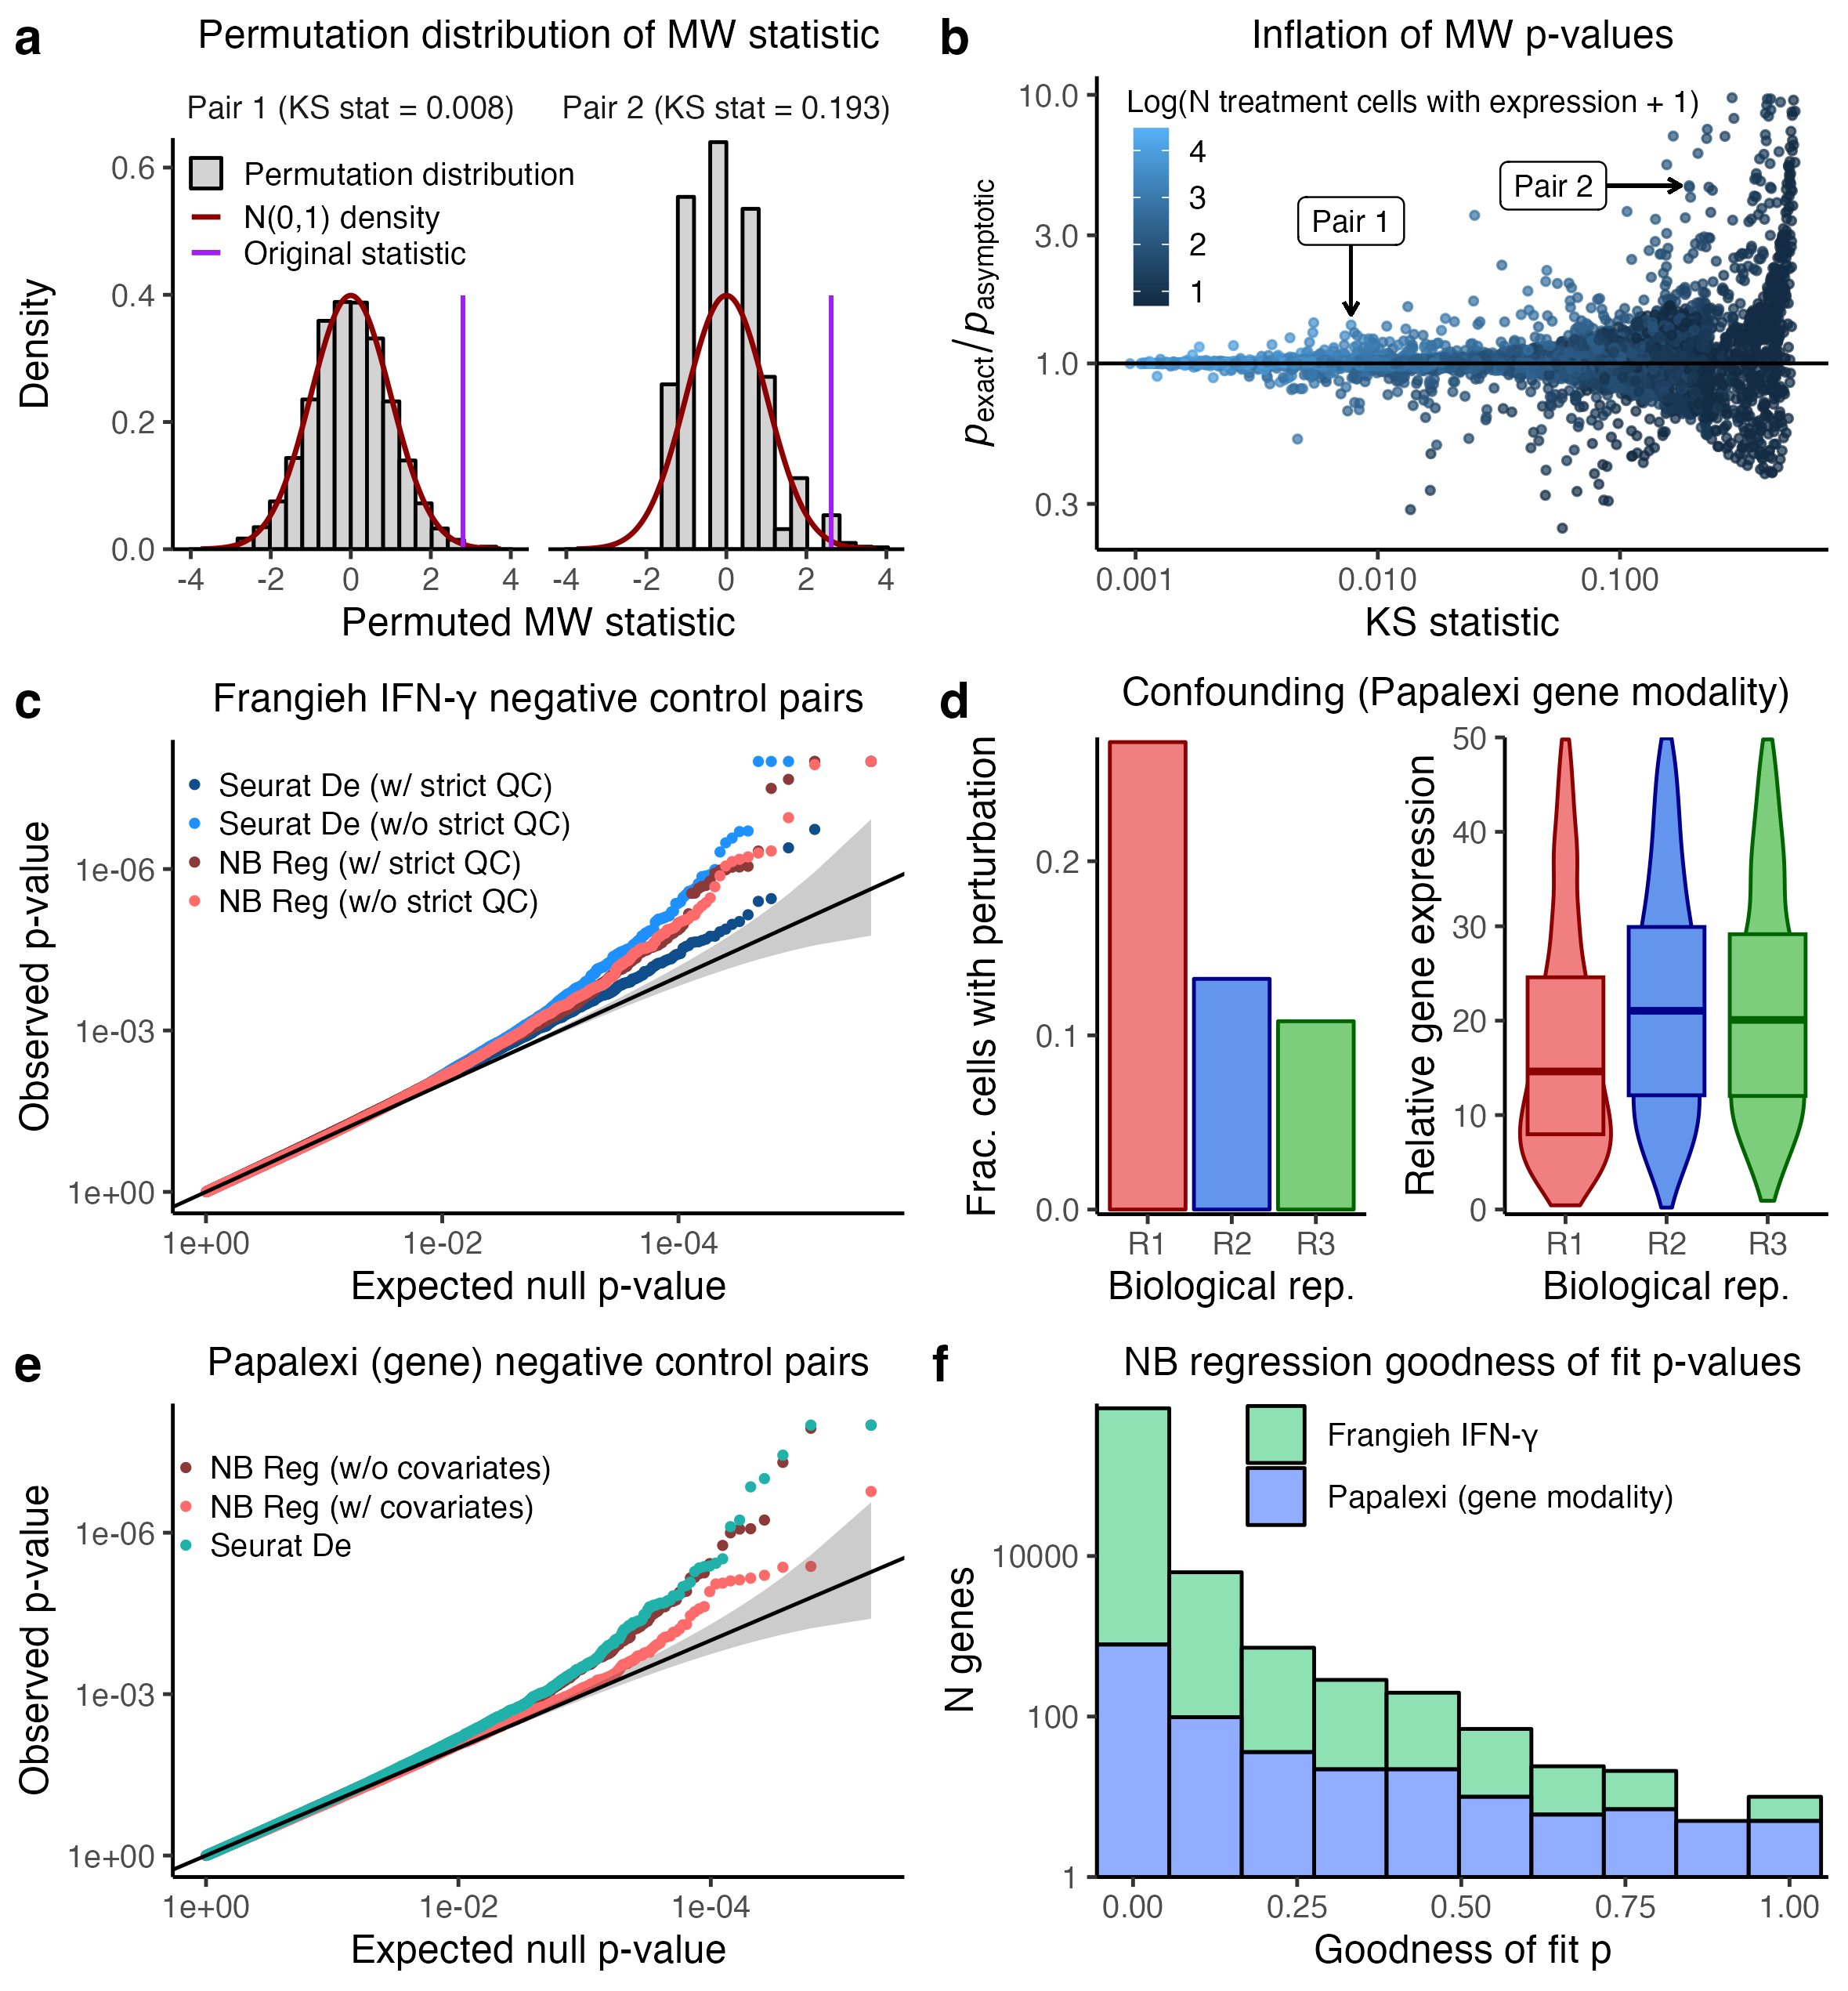 a
Permutation distribution of MW statistic
Pair 1 (KS stat = 0.008)
Pair 2 (KS stat = 0.193)
Permutation distribution
N(0,1) density
Original statistic
Density
0.6
0.4
0.2
0.0
-4
-2
0
2
4
-4
-2
0
2
4
Permuted MW statistic
b
Inflation of MW p-values
Log(N treatment cells with expression + 1)
4
3
2
1
Pair 1
Pair 2
pexact / pasymptotic
10.0
3.0
1.0
0.3
0.001
0.010
0.100
KS statistic
c
Frangieh IFN-γ negative control pairs
Seurat De (w/ strict QC)
Seurat De (w/o strict QC)
NB Reg (w/ strict QC)
NB Reg (w/o strict QC)
Observed p-value
1e-06
1e-03
1e+00
1e+00
1e-02
1e-04
Expected null p-value
d
Confounding (Papalexi gene modality)
Frac. cells with perturbation
0.2
0.1
0.0
R1
R2
R3
Biological rep.
Relative gene expression
50
40
30
20
10
0
R1
R2
R3
Biological rep.
e
Papalexi (gene) negative control pairs
NB Reg (w/o covariates)
NB Reg (w/ covariates)
Seurat De
Observed p-value
1e-06
1e-03
1e+00
1e+00
1e-02
1e-04
Expected null p-value
f
NB regression goodness of fit p-values
Frangieh IFN-γ
Papalexi (gene modality)
N genes
10000
100
1
0.00
0.25
0.50
0.75
1.00
Goodness of fit p